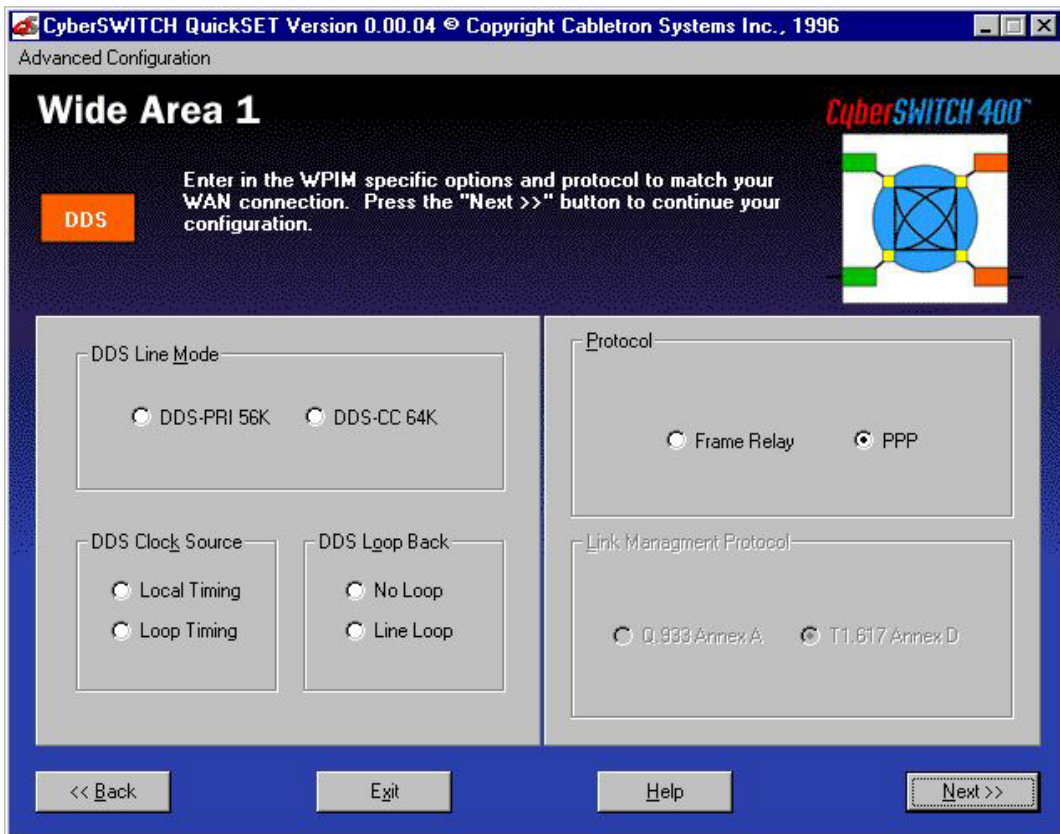 CyberSWITCH QuickSET Version 0.00.04 © Copyright Cabletron Systems Inc., 1996
Advanced Configuration
Wide Area 1
CyberSWITCH 400™
DDS
Enter in the WPIM specific options and protocol to match your
WAN connection. Press the "Next >>" button to continue your
configuration.
DDS Line Mode
DDS-PRI 56K
DDS-CC 64K
DDS Clock Source
Local Timing
Loop Timing
DDS Loop Back
No Loop
Line Loop
Protocol
Frame Relay
PPP
Link Managment Protocol
Q.933 Annex A
T1.617 Annex D
<< Back
Exit
Help
Next >>